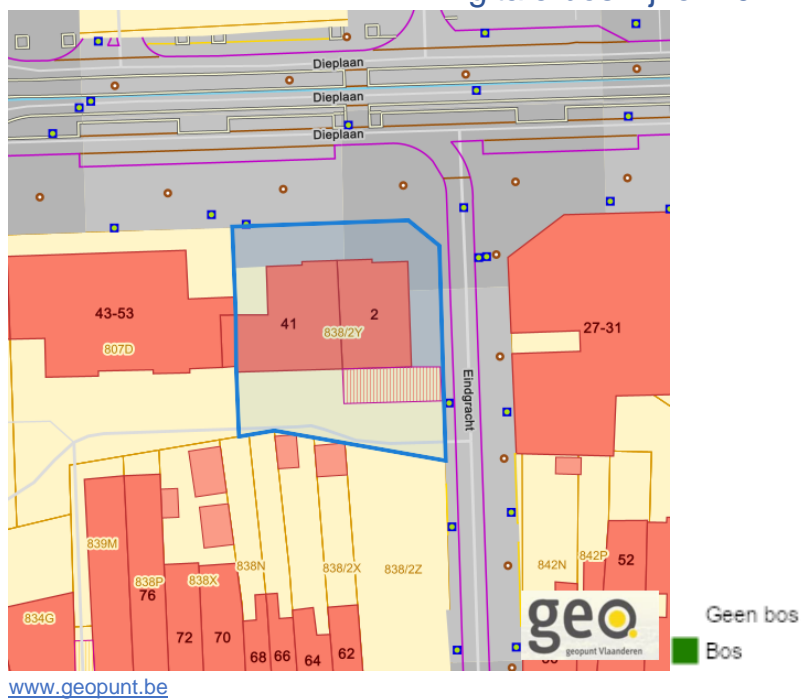 Dieplaan
Dieplaan
Dieplaan
43-53
807D
41
2
838/2Y
27-31
Eindgracht
839M
838P
76
838X
838N
838/2X
838/2Z
842N
842P
52
834G
72
70
68
66
64
62
geo.
geopunt Vlaanderen
Geen bos
Bos
www.geopunt.be